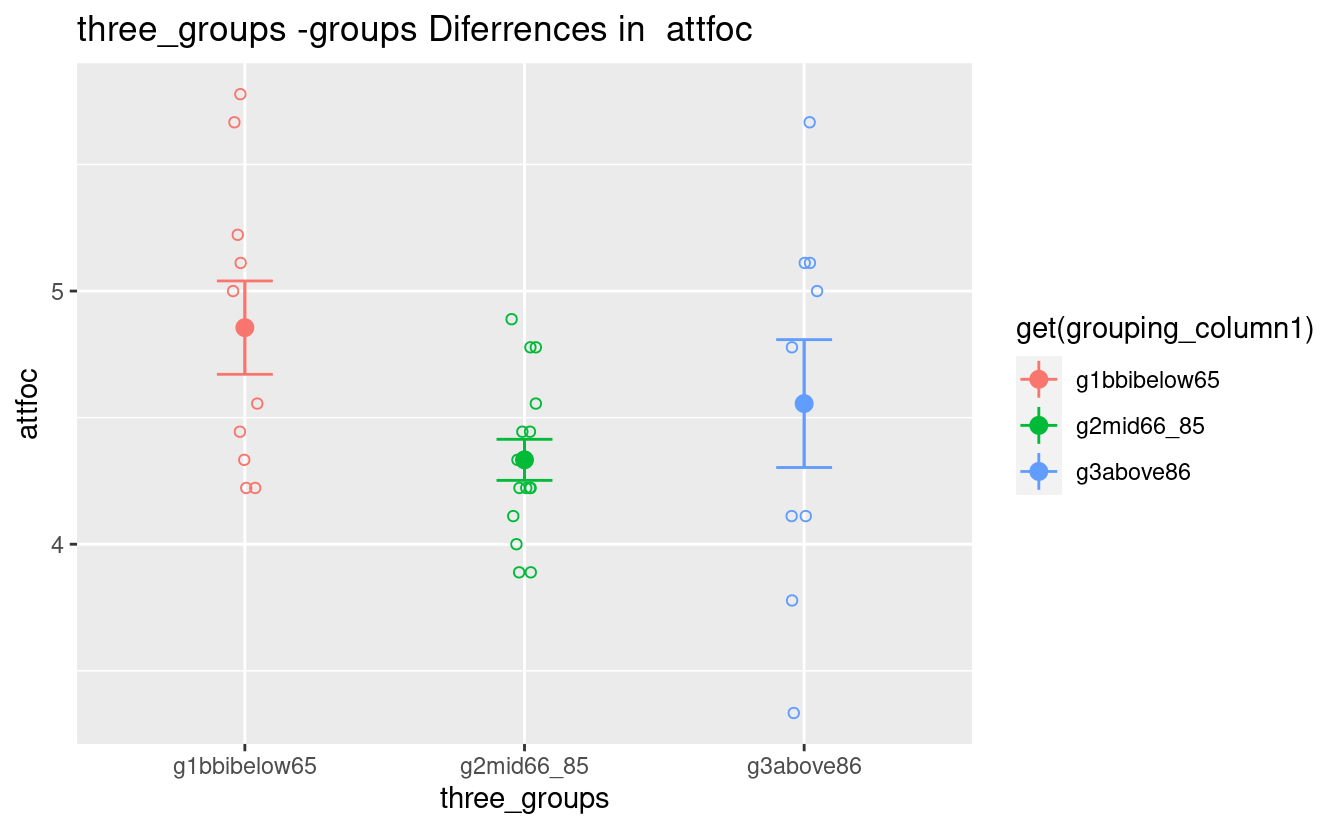 three_groups -groups Diferrences in  attfoc
attfoc
5
4
g1bbibelow65
g2mid66_85
g3above86
three_groups
get(grouping_column1)
g1bbibelow65
g2mid66_85
g3above86